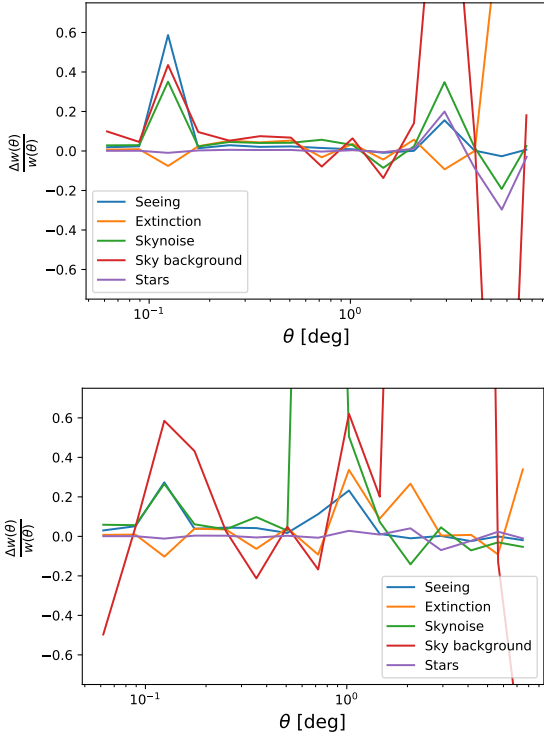 0.6
0.4
0.2
0.0
−0.2
−0.4
−0.6
Δw(θ)
w(θ)
Seeing
Extinction
Skynoise
Sky background
Stars
10⁻¹
10⁰
θ [deg]
0.6
0.4
0.2
0.0
−0.2
−0.4
−0.6
Δw(θ)
w(θ)
Seeing
Extinction
Skynoise
Sky background
Stars
10⁻¹
10⁰
θ [deg]